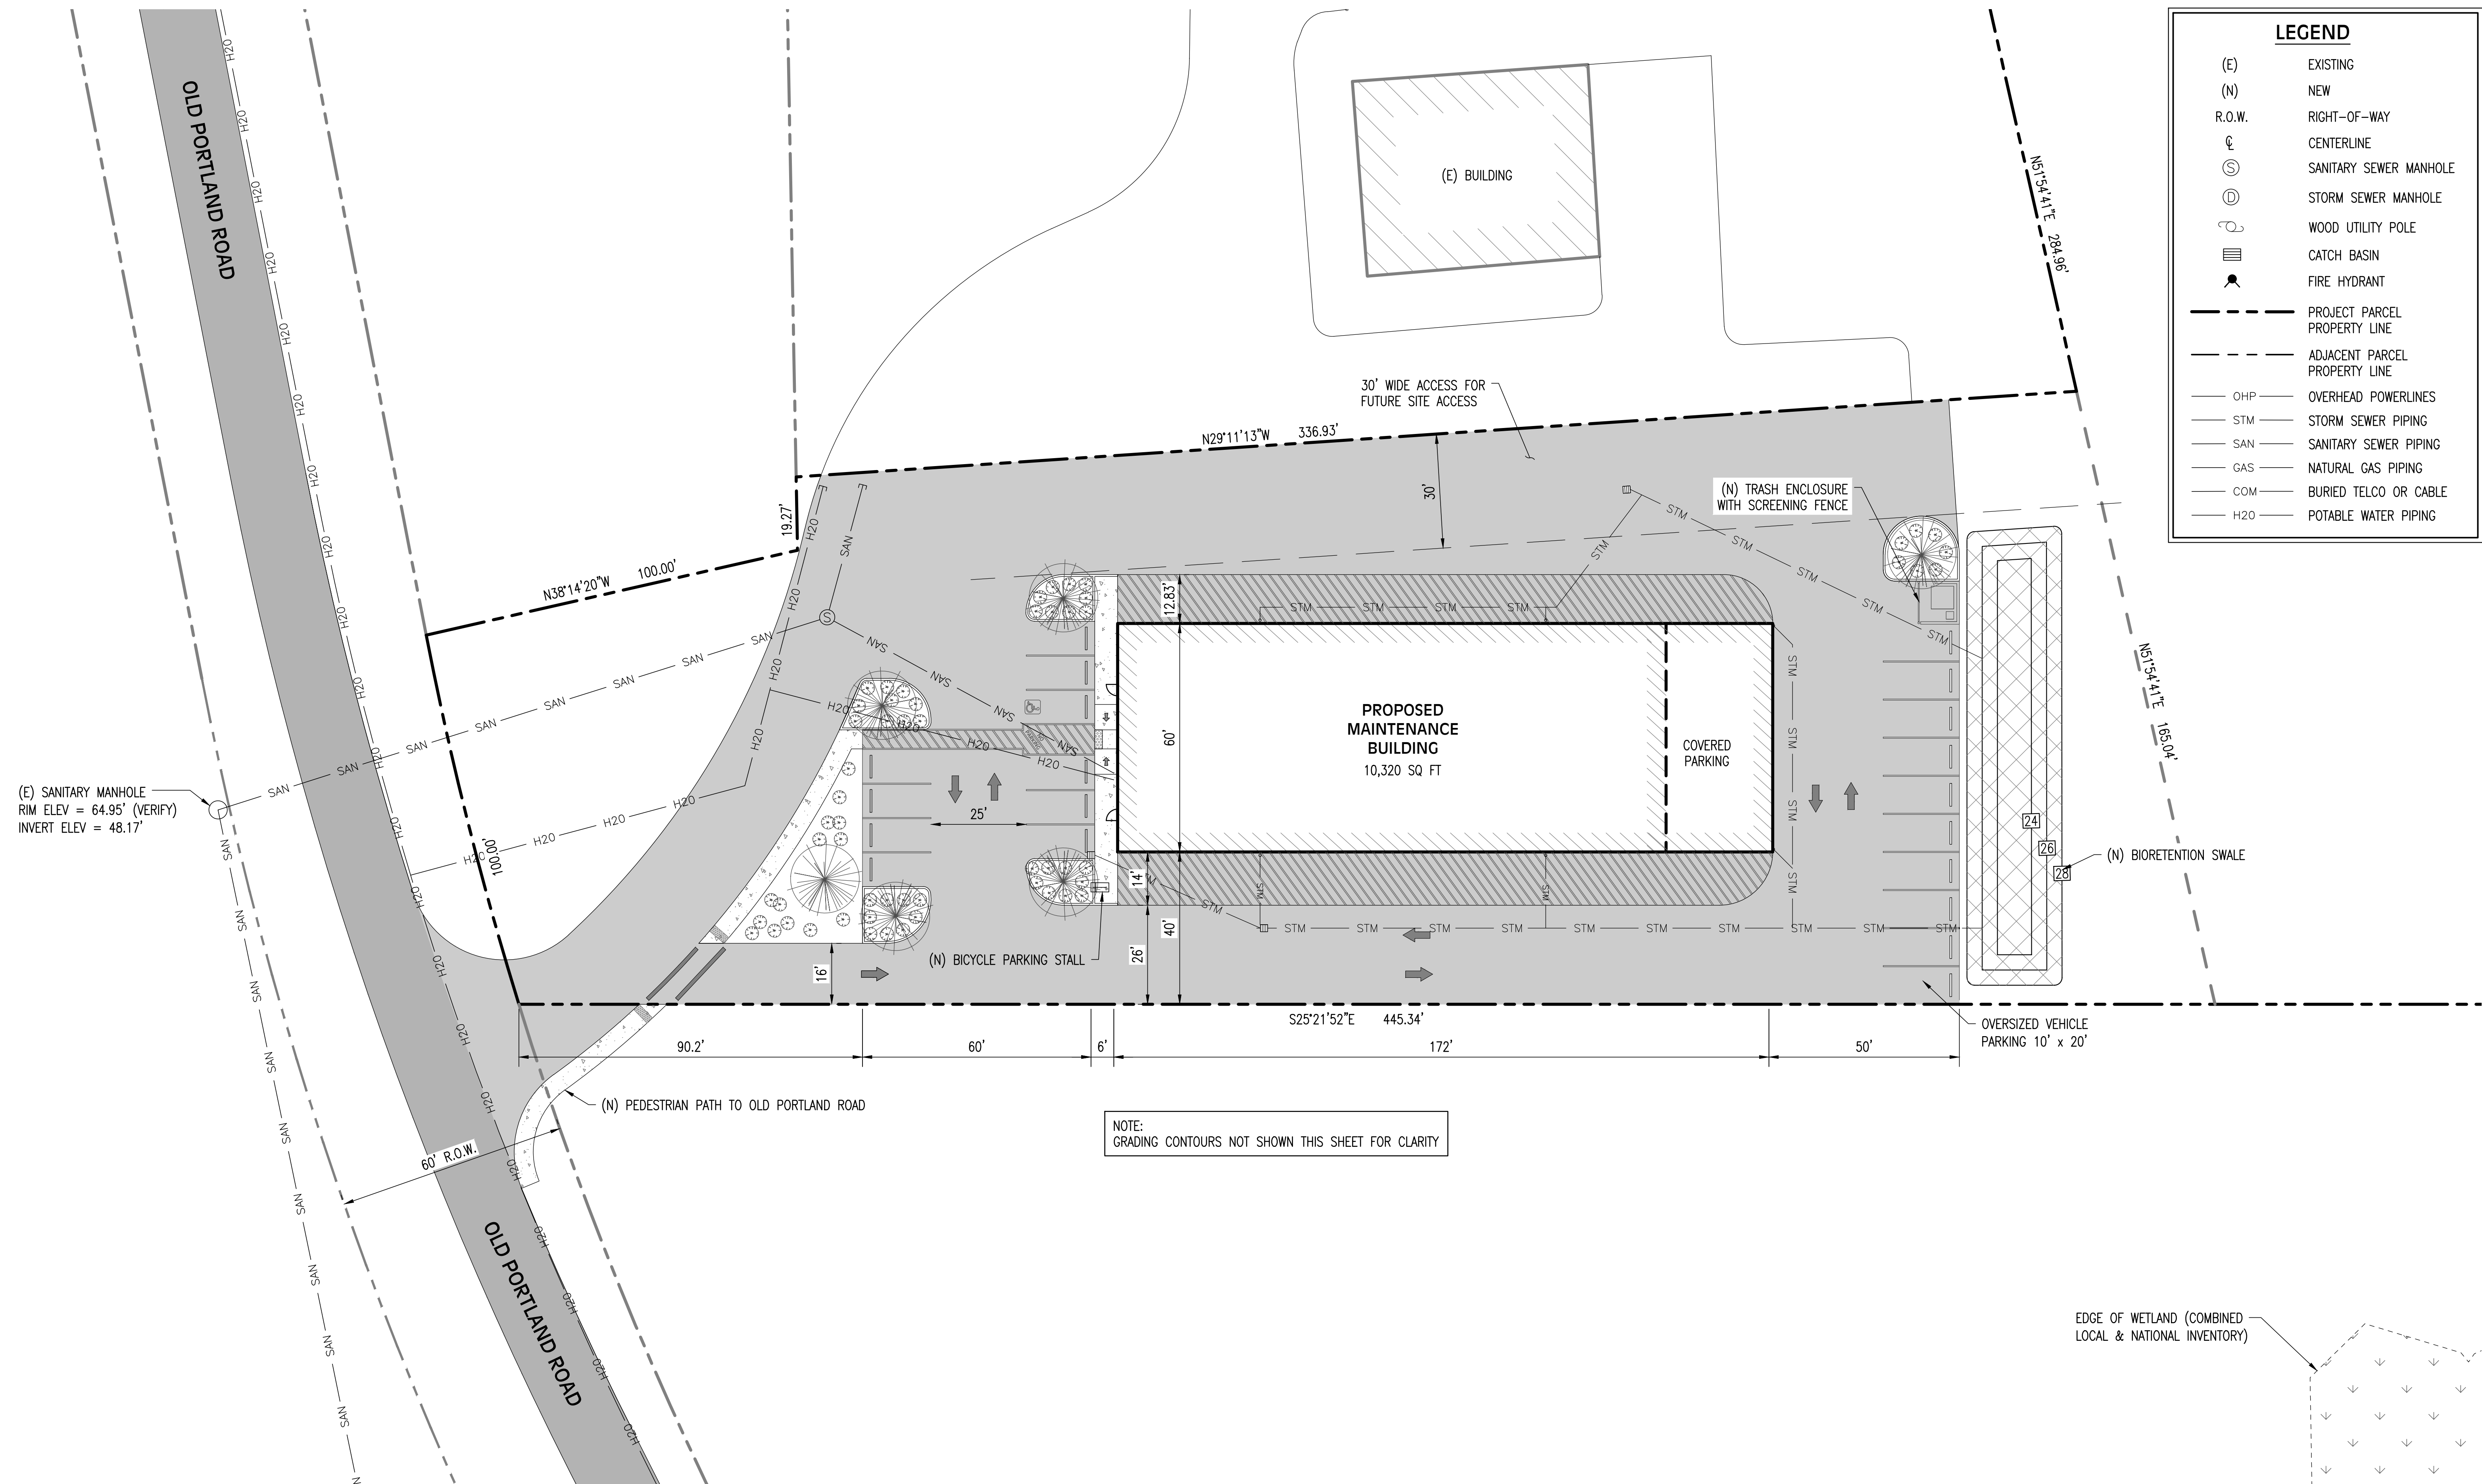 LEGEND
(E) EXISTING
(N) NEW
R.O.W. RIGHT-OF-WAY
℄ CENTERLINE
Ⓢ SANITARY SEWER MANHOLE
Ⓓ STORM SEWER MANHOLE
WOOD UTILITY POLE
CATCH BASIN
FIRE HYDRANT
PROJECT PARCEL
PROPERTY LINE
ADJACENT PARCEL
PROPERTY LINE
OHP OVERHEAD POWERLINES
STM STORM SEWER PIPING
SAN SANITARY SEWER PIPING
GAS NATURAL GAS PIPING
COM BURIED TELCO OR CABLE
H20 POTABLE WATER PIPING
OLD PORTLAND ROAD
(E) BUILDING
N51°54'41"E 284.96'
30' WIDE ACCESS FOR
FUTURE SITE ACCESS
N29°11'13"W 336.93'
30'
(N) TRASH ENCLOSURE
WITH SCREENING FENCE
19.27'
N38°14'20"W 100.00'
H20
SAN
STM
S
12.83'
60'
PROPOSED
MAINTENANCE
BUILDING
10,320 SQ FT
COVERED
PARKING
NO
PARKING
N51°54'41"E 165.04'
(E) SANITARY MANHOLE
RIM ELEV = 64.95' (VERIFY)
INVERT ELEV = 48.17'
100.00'
25'
24
26
28
(N) BIORETENTION SWALE
14'
40'
26'
16'
(N) BICYCLE PARKING STALL
S25°21'52"E 445.34'
OVERSIZED VEHICLE
PARKING 10' x 20'
90.2'
60'
6'
172'
50'
(N) PEDESTRIAN PATH TO OLD PORTLAND ROAD
NOTE:
GRADING CONTOURS NOT SHOWN THIS SHEET FOR CLARITY
60' R.O.W.
OLD PORTLAND ROAD
EDGE OF WETLAND (COMBINED
LOCAL & NATIONAL INVENTORY)